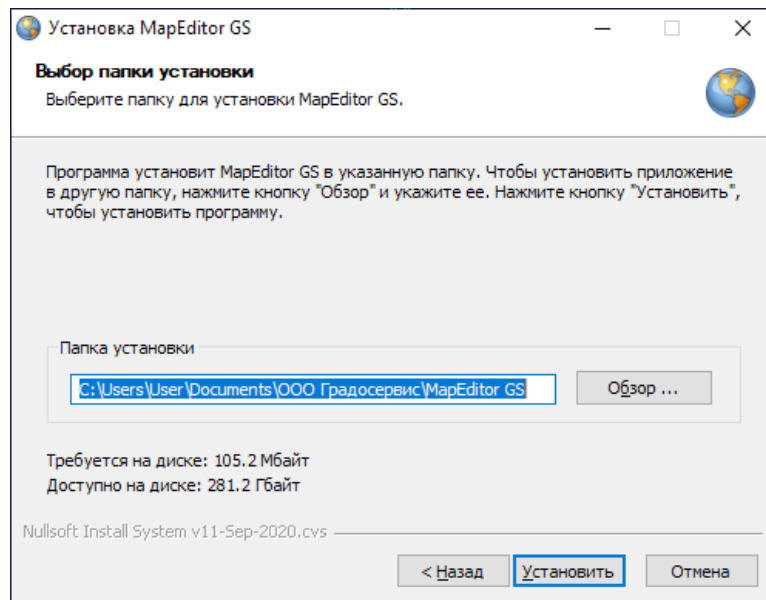 Установка MapEditor GS
Выбор папки установки
Выберите папку для установки MapEditor GS.
Программа установит MapEditor GS в указанную папку. Чтобы установить приложение
в другую папку, нажмите кнопку "Обзор" и укажите ее. Нажмите кнопку "Установить",
чтобы установить программу.
Папка установки
C:\Users\User\Documents\ООО Градосервис\MapEditor GS
Обзор ...
Требуется на диске: 105.2 Мбайт
Доступно на диске: 281.2 Гбайт
Nullsoft Install System v11-Sep-2020.cvs
< Назад
Установить
Отмена